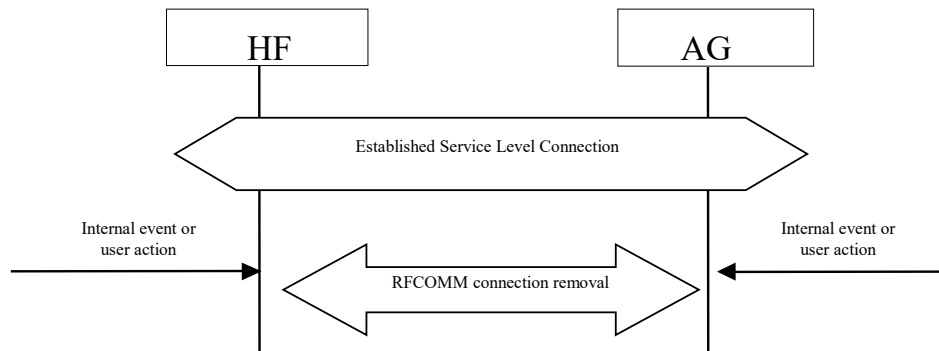 HF
AG
Established Service Level Connection
Internal event or
user action
Internal event or
user action
RFCOMM connection removal